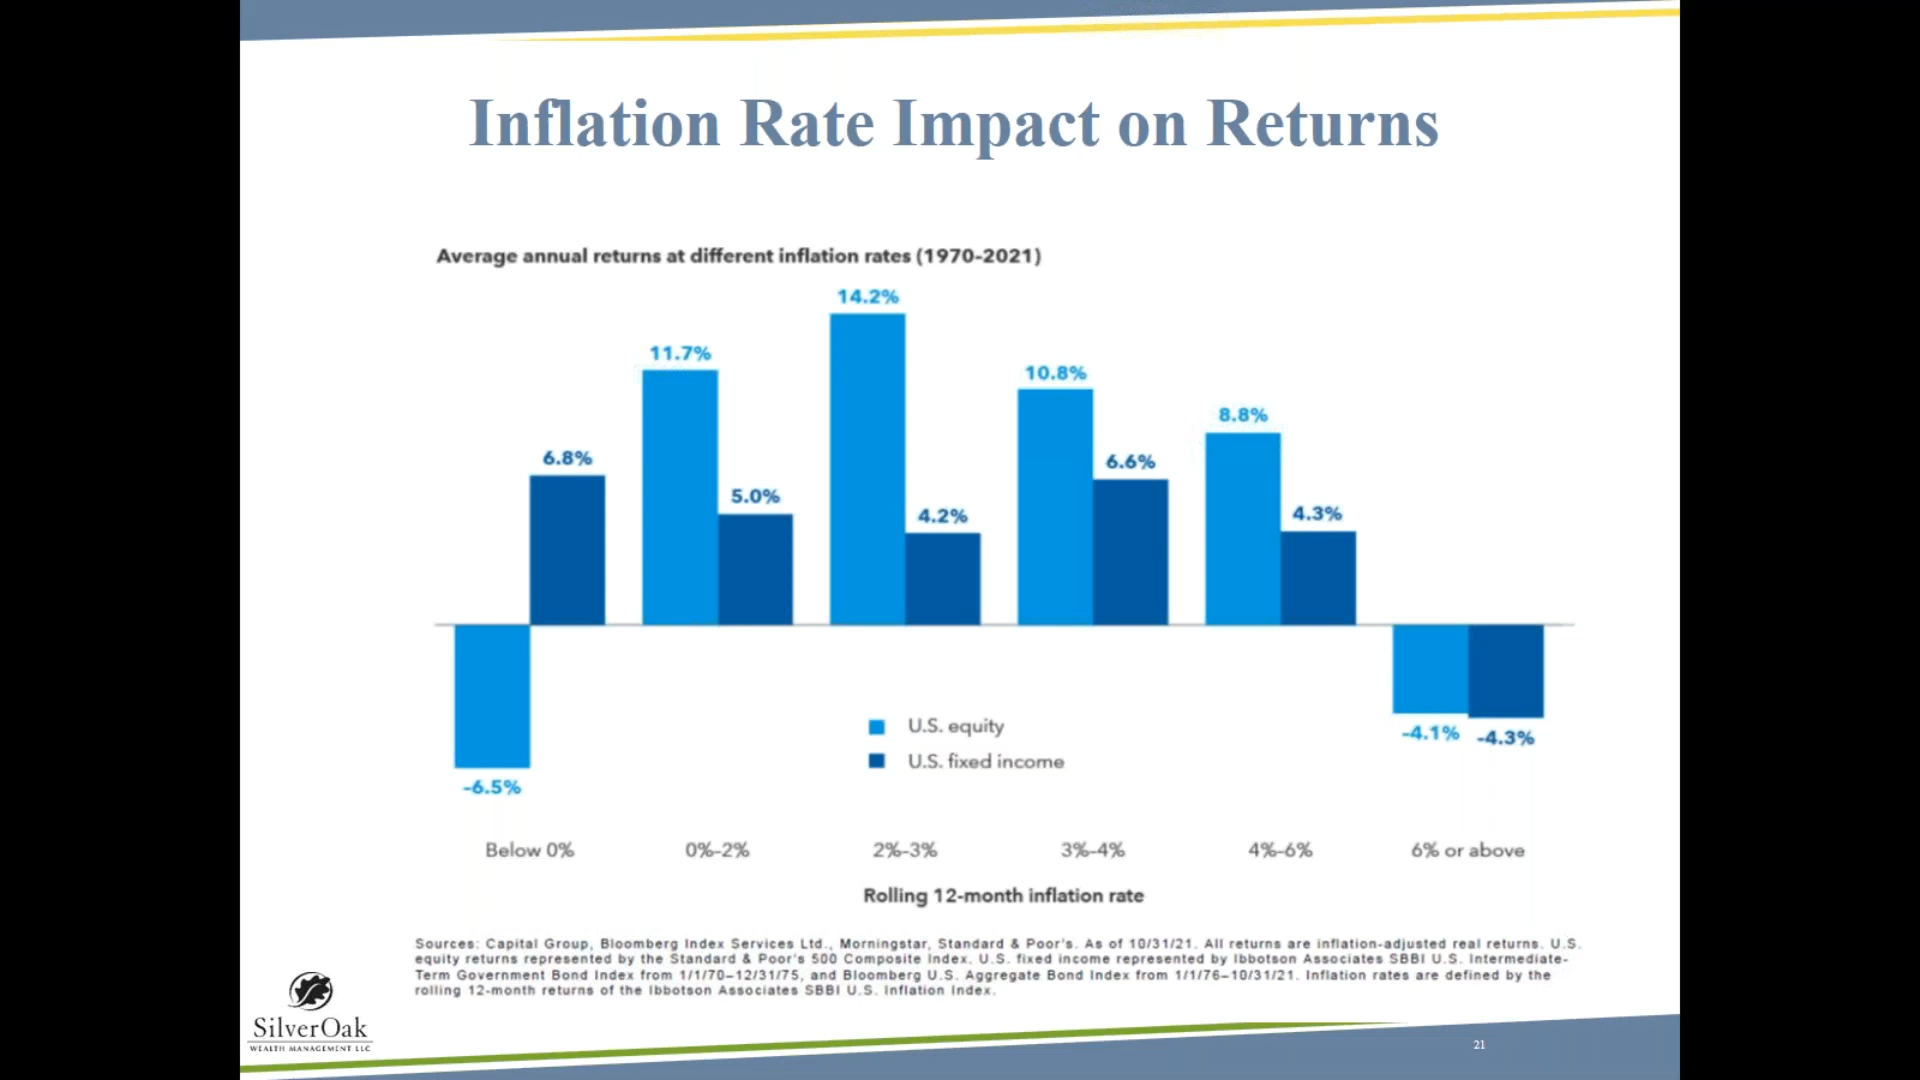 Inflation Rate Impact on Returns
Average annual returns at different inflation rates (1970-2021)
14.2%
11.7%
10.8%
8.8%
6.8%
6.6%
5.0%
4.2%
4.3%
-4.1%
-4.3%
-6.5%
U.S. equity
U.S. fixed income
Below 0%
0%-2%
2%-3%
3%-4%
4%-6%
6% or above
Rolling 12-month inflation rate
Sources: Capital Group, Bloomberg Index Services Ltd., Morningstar, Standard & Poor's. As of 10/31/21. All returns are inflation-adjusted real returns. U.S.
equity returns represented by the Standard & Poor's 500 Composite Index. U.S. fixed income represented by Ibbotson Associates SBBI U.S. Intermediate-
Term Government Bond Index from 1/1/70–12/31/75, and Bloomberg U.S. Aggregate Bond Index from 1/1/76–10/31/21. Inflation rates are defined by the
rolling 12-month returns of the Ibbotson Associates SBBI U.S. Inflation Index.
SilverOak
WEALTH MANAGEMENT LLC
21